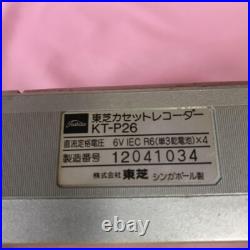 Toshiba
東芝カセットレコーダー
KT-P26
直流定格電圧 6V IEC R6(単3乾電池)×4
製造番号 12041034
株式会社 東芝 シンガポール製